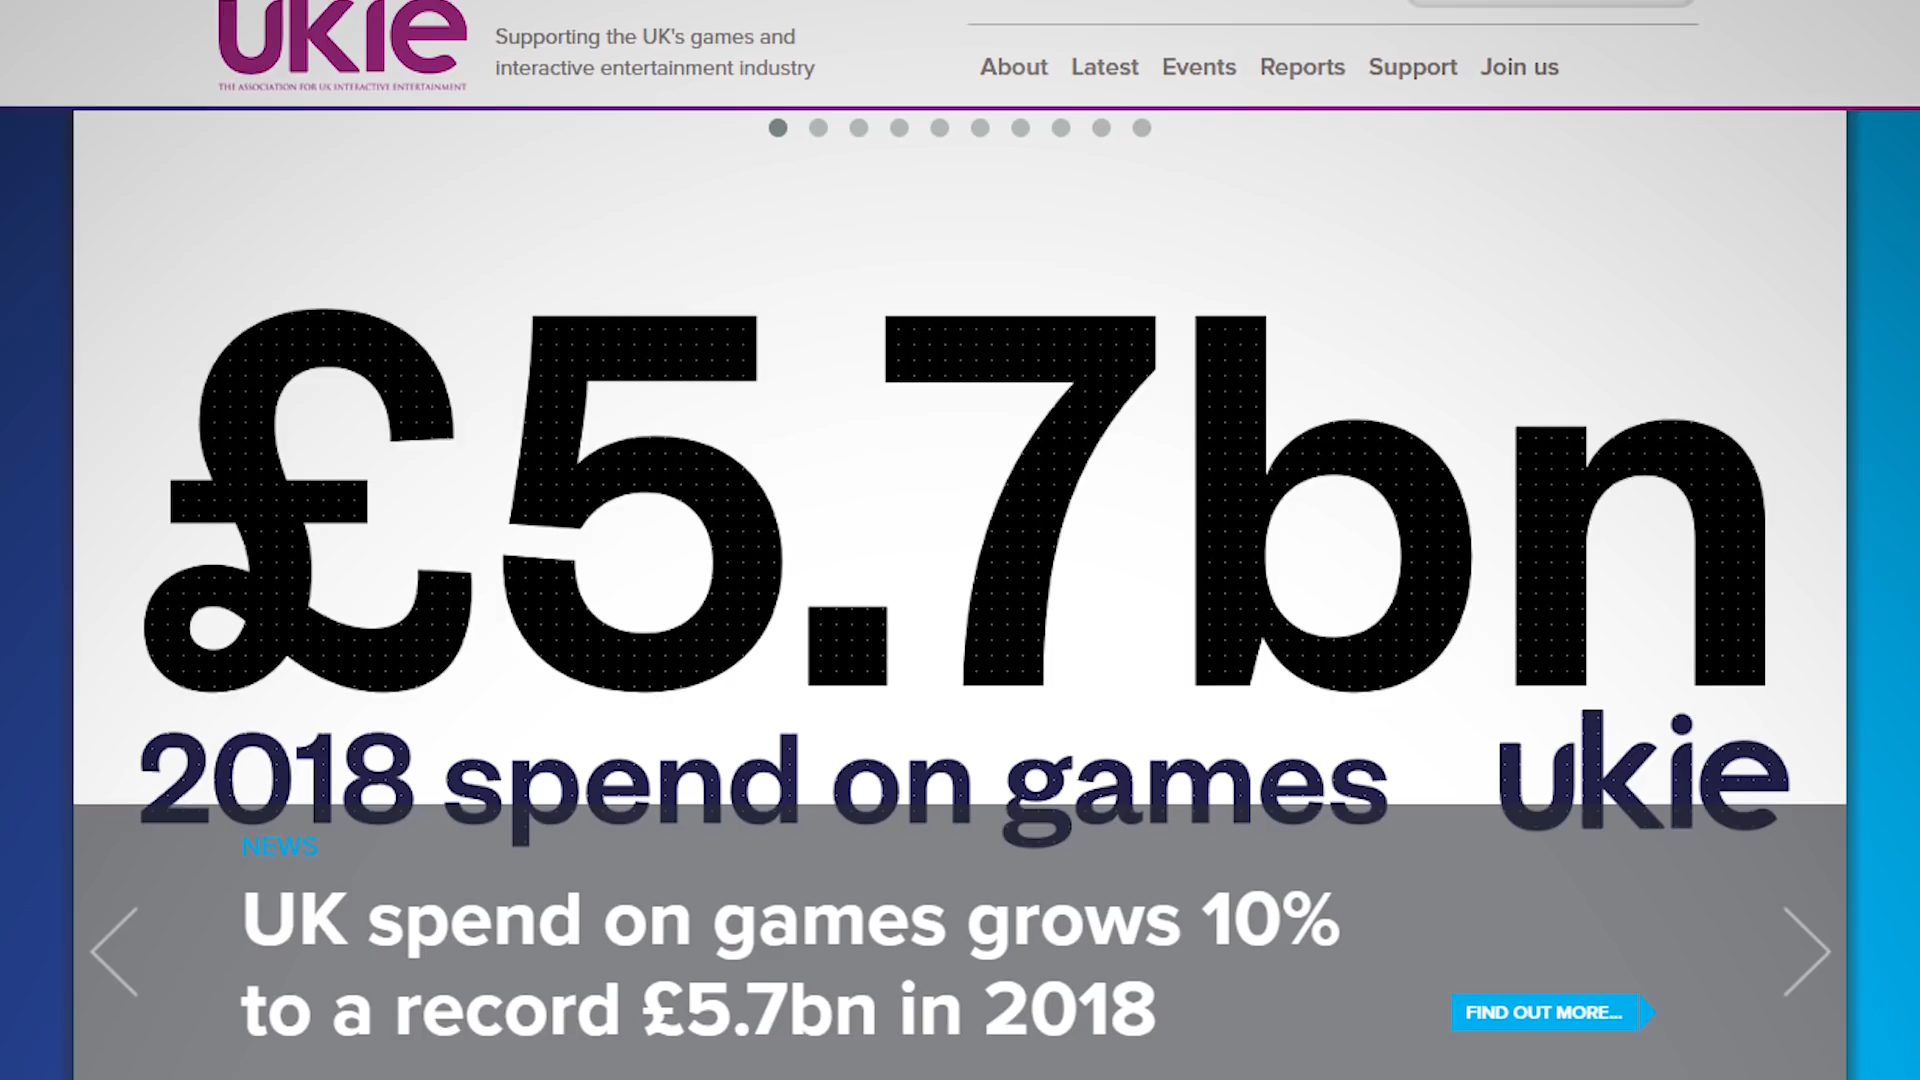 ukie
THE ASSOCIATION FOR UK INTERACTIVE ENTERTAINMENT
Supporting the UK's games and
interactive entertainment industry
About Latest Events Reports Support Join us
£5.7bn
2018 spend on games ukie
NEWS
UK spend on games grows 10%
to a record £5.7bn in 2018
FIND OUT MORE...